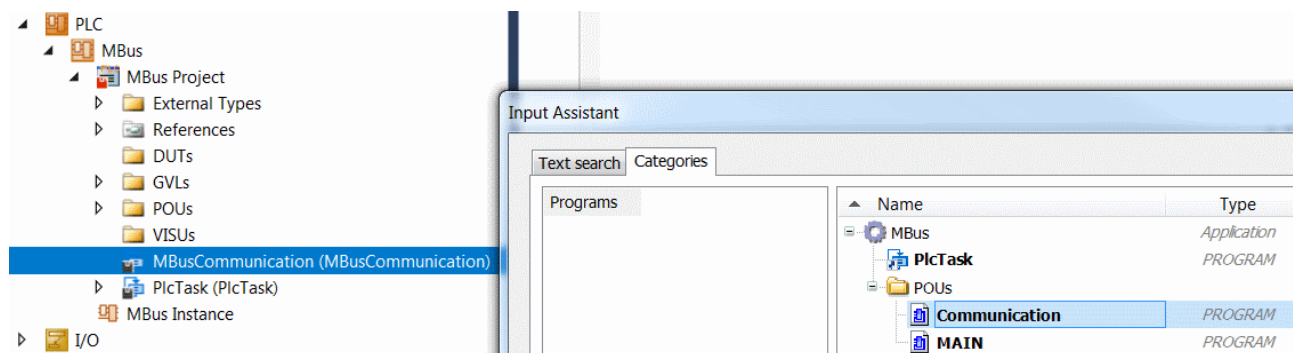 PLC
MBus
MBus Project
External Types
References
DUTs
GVLs
POUs
VISUs
MBusCommunication (MBusCommunication)
PlcTask (PlcTask)
MBus Instance
I/O
Input Assistant
Text search Categories
Programs
Name Type
MBus Application
PlcTask PROGRAM
POUs
Communication PROGRAM
MAIN PROGRAM